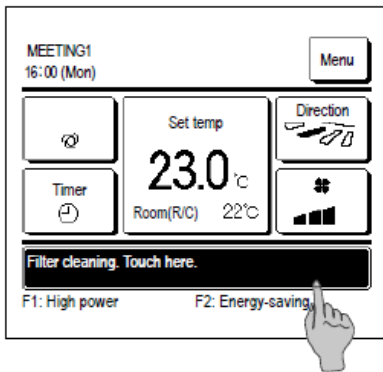 MEETING1
16:00 (Mon)
Menu
Set temp
23.0 °C
Room(R/C) 22°C
Direction
Timer
Filter cleaning. Touch here.
F1: High power F2: Energy-saving